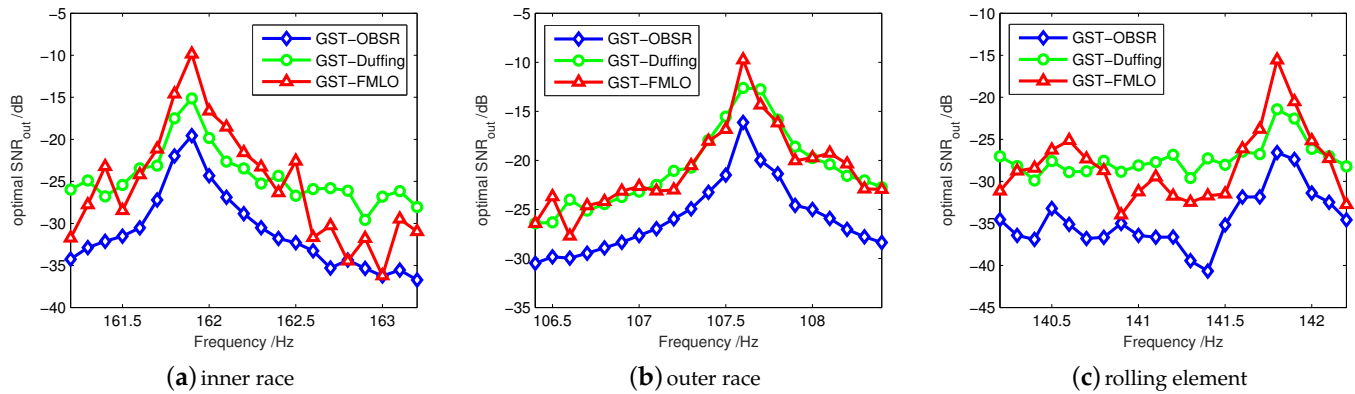 −5
−10
−15
−20
−25
−30
−35
−40
optimal SNRout /dB
161.5 162 162.5 163
Frequency /Hz
GST−OBSR
GST−Duffing
GST−FMLO
(a) inner race
−5
−10
−15
−20
−25
−30
−35
optimal SNRout /dB
106.5 107 107.5 108
Frequency /Hz
GST−OBSR
GST−Duffing
GST−FMLO
(b) outer race
−10
−15
−20
−25
−30
−35
−40
−45
optimal SNRout /dB
140.5 141 141.5 142
Frequency /Hz
GST−OBSR
GST−Duffing
GST−FMLO
(c) rolling element